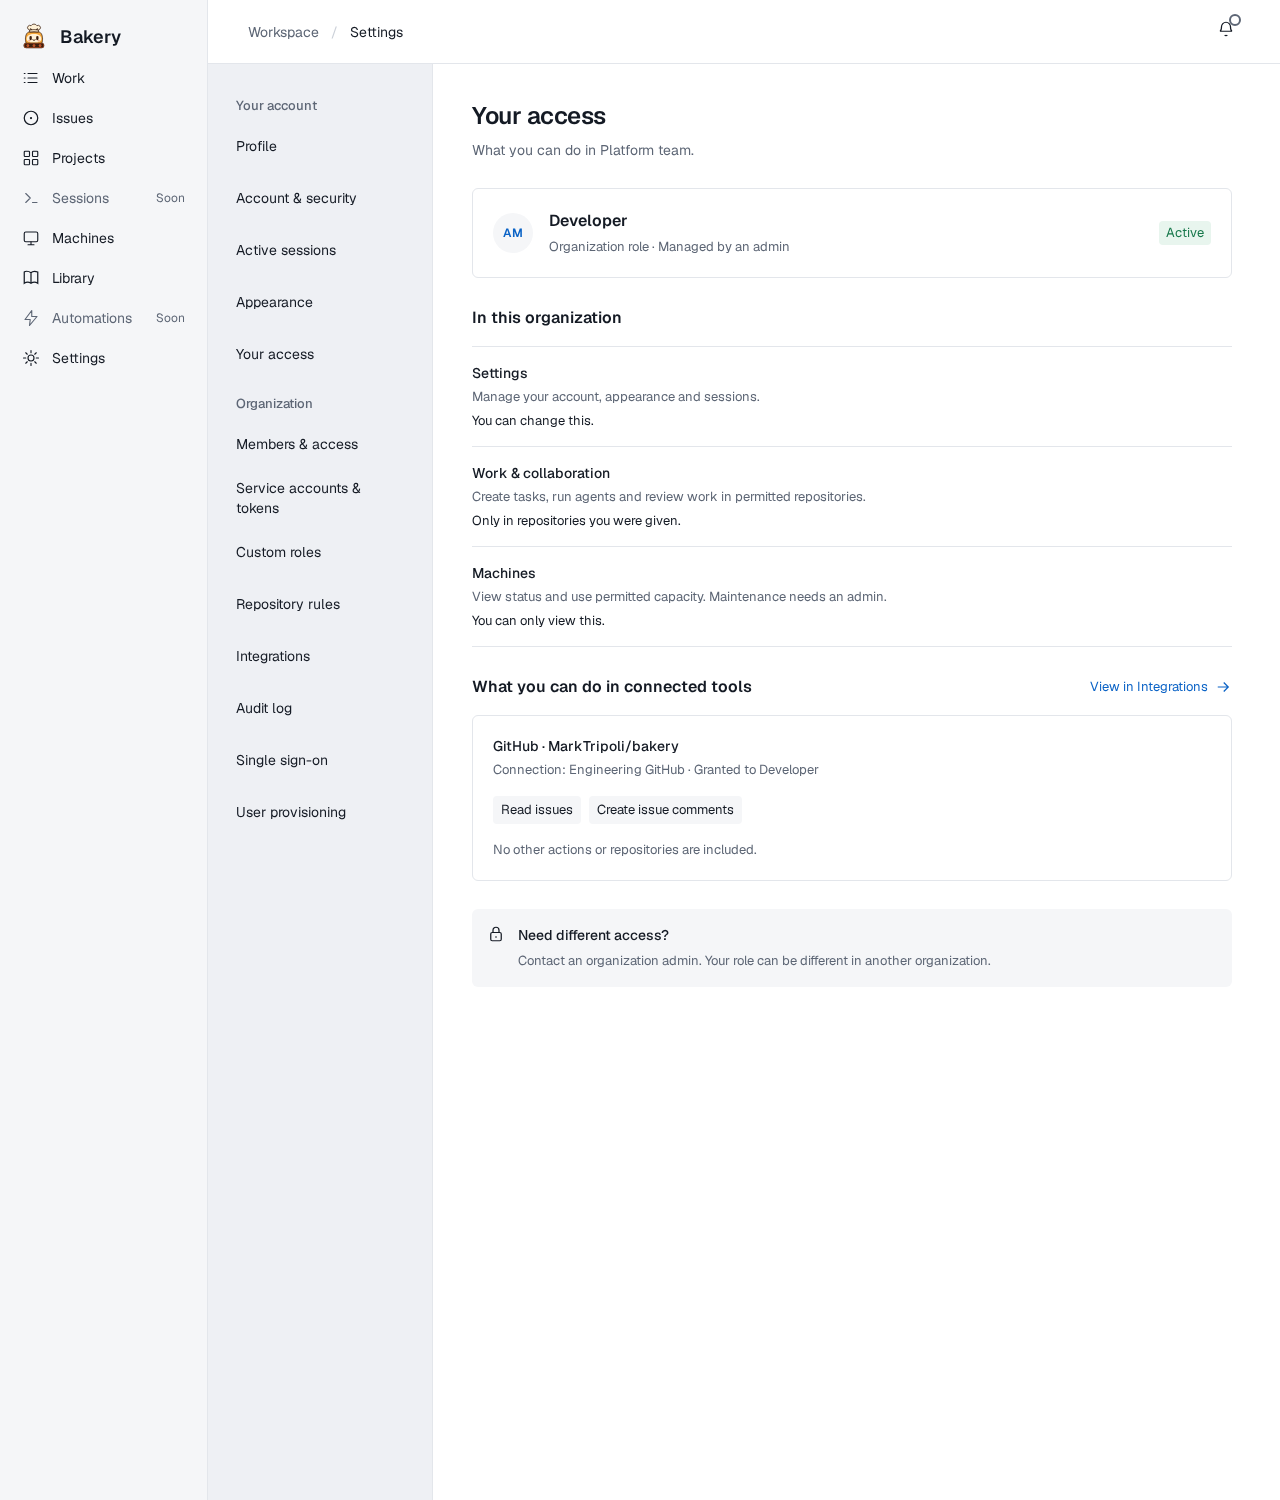 Bakery
Work
Issues
Projects
Sessions Soon
Machines
Library
Automations Soon
Settings
Workspace / Settings
Your account
Profile
Account & security
Active sessions
Appearance
Your access
Organization
Members & access
Service accounts &
tokens
Custom roles
Repository rules
Integrations
Audit log
Single sign-on
User provisioning
Your access
What you can do in Platform team.
AM
Developer
Organization role · Managed by an admin
Active
In this organization
Settings
Manage your account, appearance and sessions.
You can change this.
Work & collaboration
Create tasks, run agents and review work in permitted repositories.
Only in repositories you were given.
Machines
View status and use permitted capacity. Maintenance needs an admin.
You can only view this.
What you can do in connected tools
View in Integrations →
GitHub · MarkTripoli/bakery
Connection: Engineering GitHub · Granted to Developer
Read issues
Create issue comments
No other actions or repositories are included.
Need different access?
Contact an organization admin. Your role can be different in another organization.